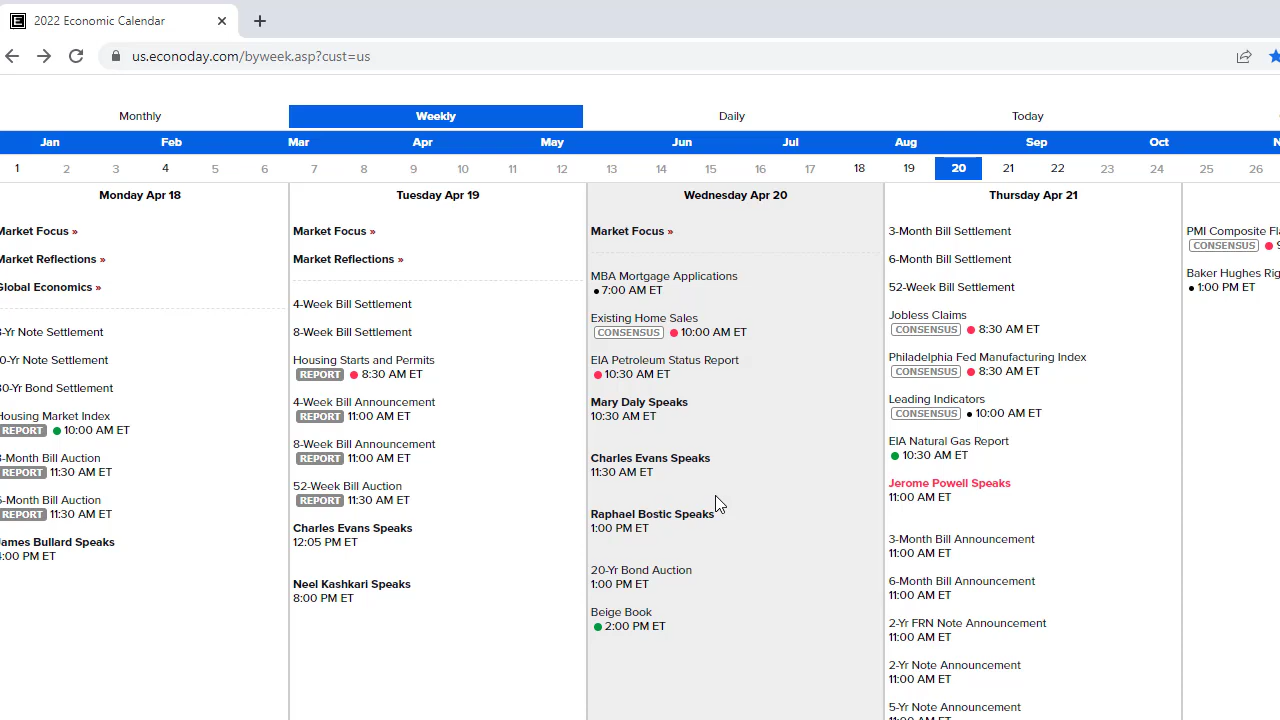 2022 Economic Calendar
us.econoday.com/byweek.asp?cust=us
Monthly Weekly Daily Today
Jan Feb Mar Apr May Jun Jul Aug Sep Oct
1 2 3 4 5 6 7 8 9 10 11 12 13 14 15 16 17 18 19 20 21 22 23 24 25 26
Monday Apr 18
Market Focus »
Market Reflections »
Global Economics »
-Yr Note Settlement
0-Yr Note Settlement
30-Yr Bond Settlement
Housing Market Index
REPORT 10:00 AM ET
3-Month Bill Auction
REPORT 11:30 AM ET
6-Month Bill Auction
REPORT 11:30 AM ET
James Bullard Speaks
:00 PM ET
Tuesday Apr 19
Market Focus »
Market Reflections »
4-Week Bill Settlement
8-Week Bill Settlement
Housing Starts and Permits
REPORT 8:30 AM ET
4-Week Bill Announcement
REPORT 11:00 AM ET
8-Week Bill Announcement
REPORT 11:00 AM ET
52-Week Bill Auction
REPORT 11:30 AM ET
Charles Evans Speaks
12:05 PM ET
Neel Kashkari Speaks
8:00 PM ET
Wednesday Apr 20
Market Focus »
MBA Mortgage Applications
7:00 AM ET
Existing Home Sales
CONSENSUS 10:00 AM ET
EIA Petroleum Status Report
10:30 AM ET
Mary Daly Speaks
10:30 AM ET
Charles Evans Speaks
11:30 AM ET
Raphael Bostic Speaks
1:00 PM ET
20-Yr Bond Auction
1:00 PM ET
Beige Book
2:00 PM ET
Thursday Apr 21
3-Month Bill Settlement
6-Month Bill Settlement
52-Week Bill Settlement
Jobless Claims
CONSENSUS 8:30 AM ET
Philadelphia Fed Manufacturing Index
CONSENSUS 8:30 AM ET
Leading Indicators
CONSENSUS 10:00 AM ET
EIA Natural Gas Report
10:30 AM ET
Jerome Powell Speaks
11:00 AM ET
3-Month Bill Announcement
11:00 AM ET
6-Month Bill Announcement
11:00 AM ET
2-Yr FRN Note Announcement
11:00 AM ET
2-Yr Note Announcement
11:00 AM ET
5-Yr Note Announcement
11:00 AM ET
PMI Composite Fla
CONSENSUS
Baker Hughes Rig
1:00 PM ET